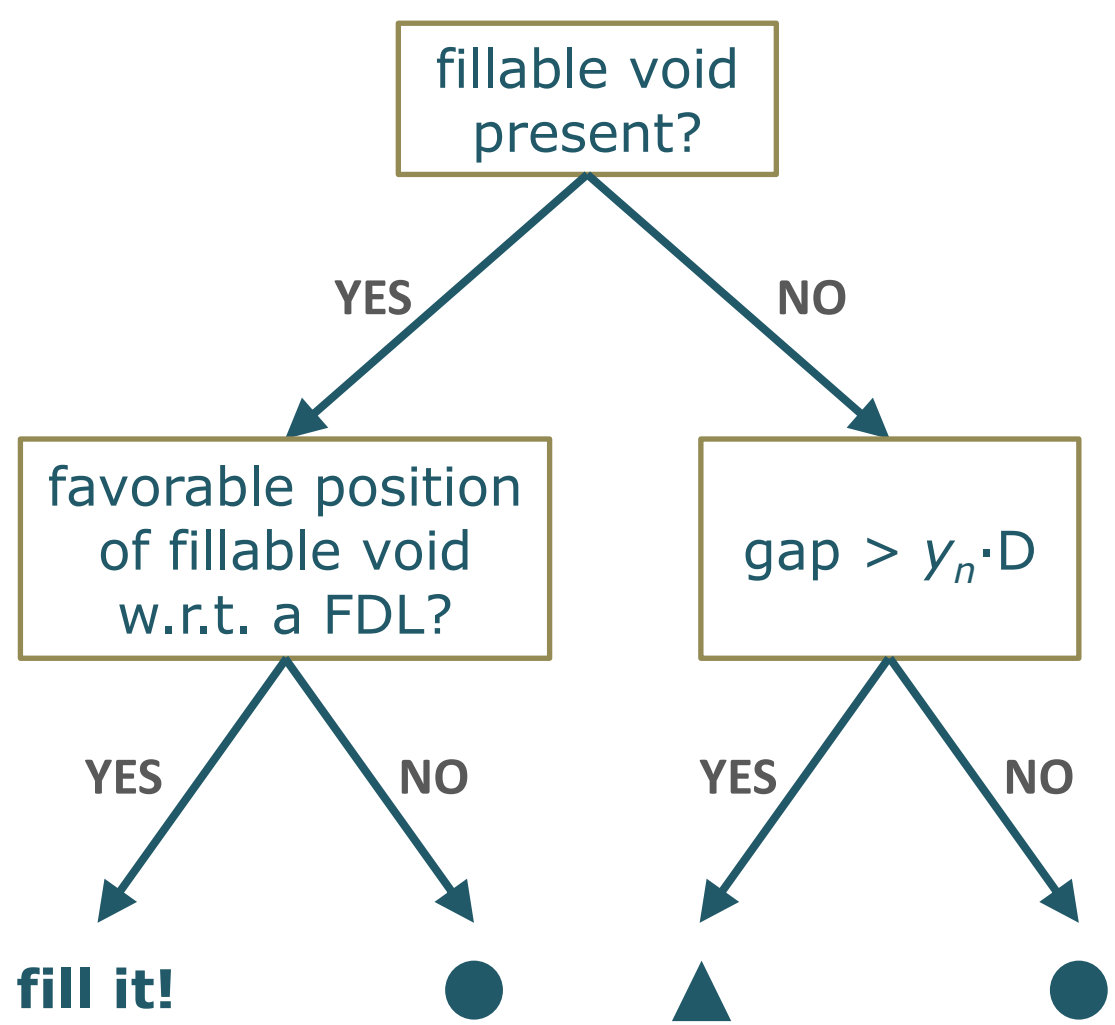 fillable void
present?
YES
NO
favorable position
of fillable void
w.r.t. a FDL?
gap > yₙ·D
YES
NO
YES
NO
fill it!